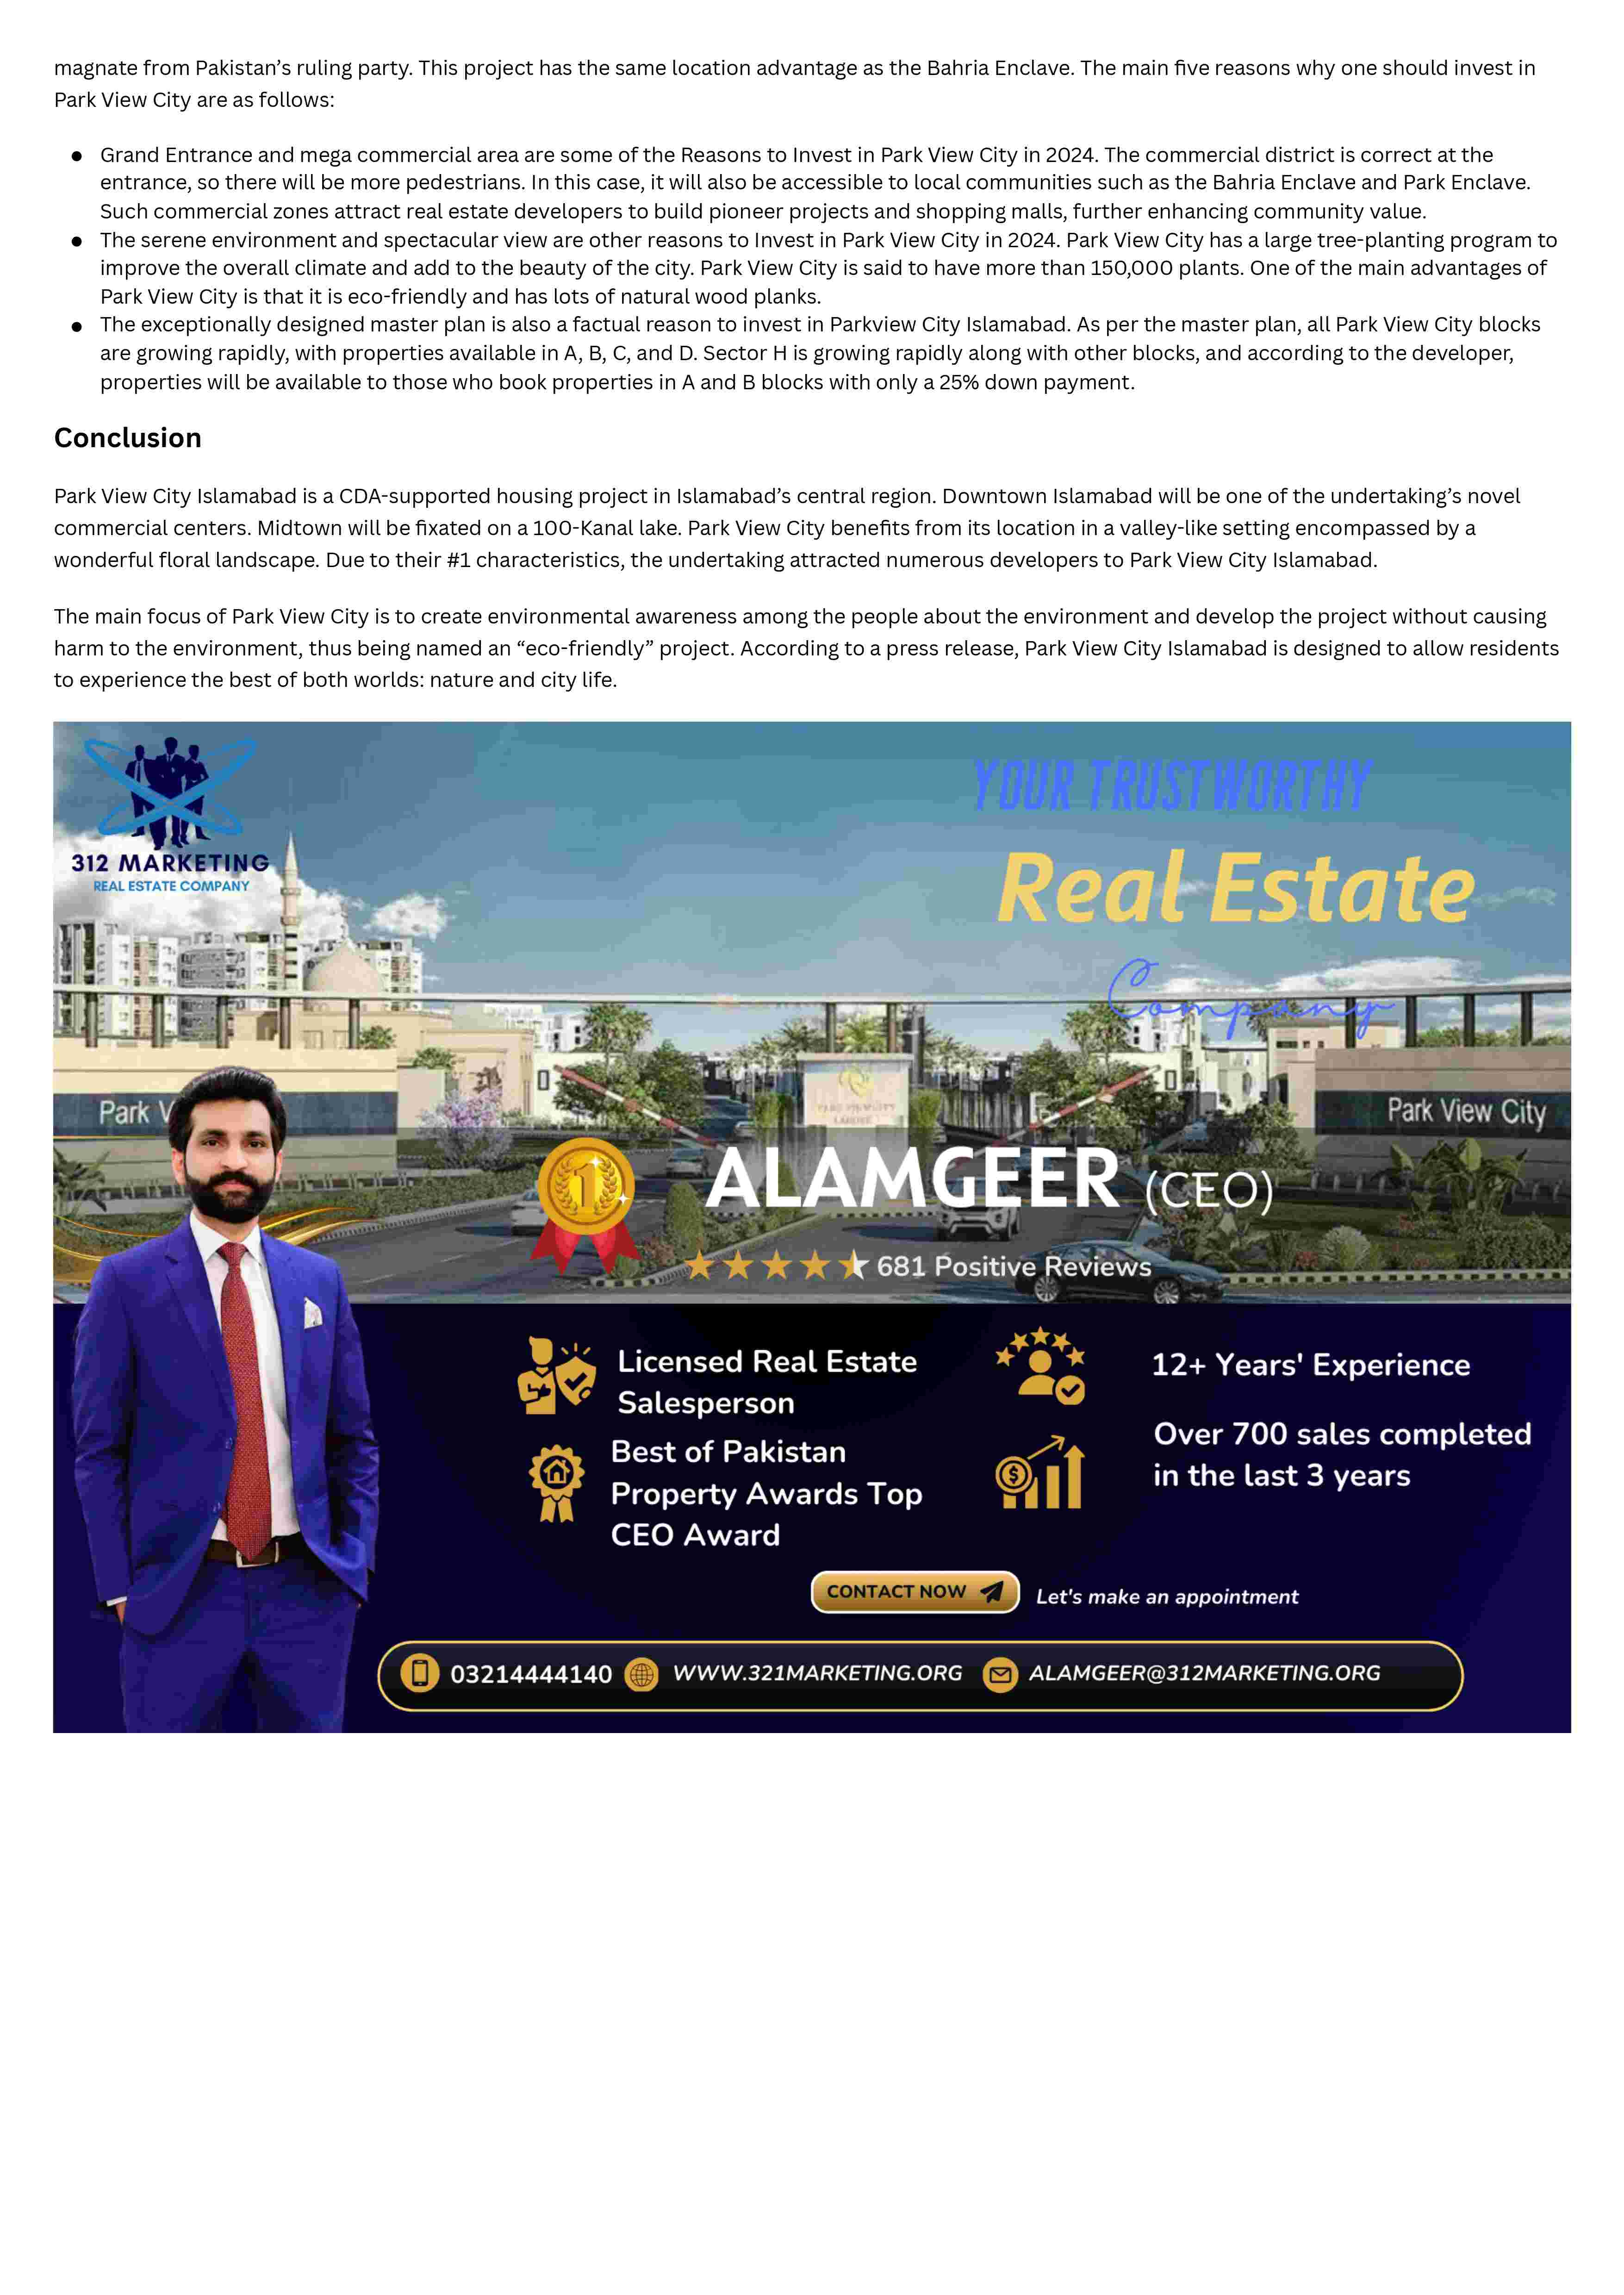 magnate from Pakistan’s ruling party. This project has the same location advantage as the Bahria Enclave. The main five reasons why one should invest in
Park View City are as follows:
● Grand Entrance and mega commercial area are some of the Reasons to Invest in Park View City in 2024. The commercial district is correct at the
entrance, so there will be more pedestrians. In this case, it will also be accessible to local communities such as the Bahria Enclave and Park Enclave.
Such commercial zones attract real estate developers to build pioneer projects and shopping malls, further enhancing community value.
● The serene environment and spectacular view are other reasons to Invest in Park View City in 2024. Park View City has a large tree-planting program to
improve the overall climate and add to the beauty of the city. Park View City is said to have more than 150,000 plants. One of the main advantages of
Park View City is that it is eco-friendly and has lots of natural wood planks.
● The exceptionally designed master plan is also a factual reason to invest in Parkview City Islamabad. As per the master plan, all Park View City blocks
are growing rapidly, with properties available in A, B, C, and D. Sector H is growing rapidly along with other blocks, and according to the developer,
properties will be available to those who book properties in A and B blocks with only a 25% down payment.
Conclusion
Park View City Islamabad is a CDA-supported housing project in Islamabad’s central region. Downtown Islamabad will be one of the undertaking’s novel
commercial centers. Midtown will be fixated on a 100-Kanal lake. Park View City benefits from its location in a valley-like setting encompassed by a
wonderful floral landscape. Due to their #1 characteristics, the undertaking attracted numerous developers to Park View City Islamabad.
The main focus of Park View City is to create environmental awareness among the people about the environment and develop the project without causing
harm to the environment, thus being named an “eco-friendly” project. According to a press release, Park View City Islamabad is designed to allow residents
to experience the best of both worlds: nature and city life.
312 MARKETING
REAL ESTATE COMPANY
YOUR TRUSTWORTHY
Real Estate
Company
Park V
PARK VIEW CITY
LAHORE
Park View City
1
ALAMGEER (CEO)
681 Positive Reviews
Licensed Real Estate
Salesperson
12+ Years' Experience
Best of Pakistan
Property Awards Top
CEO Award
Over 700 sales completed
in the last 3 years
CONTACT NOW
Let's make an appointment
03214444140
WWW.321MARKETING.ORG
ALAMGEER@312MARKETING.ORG